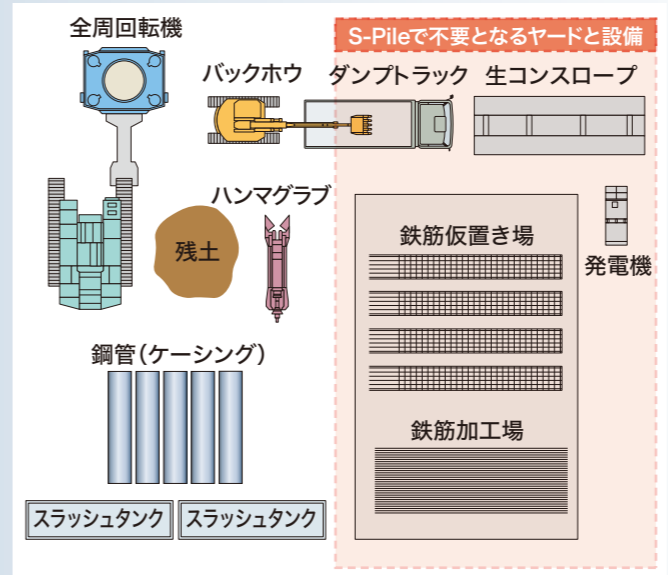 全周回転機
S-Pileで不要となるヤードと設備
バックホウ
ダンプトラック
生コンスロープ
ハンマグラブ
残土
鉄筋仮置き場
発電機
鋼管（ケーシング）
鉄筋加工場
スラッシュタンク
スラッシュタンク